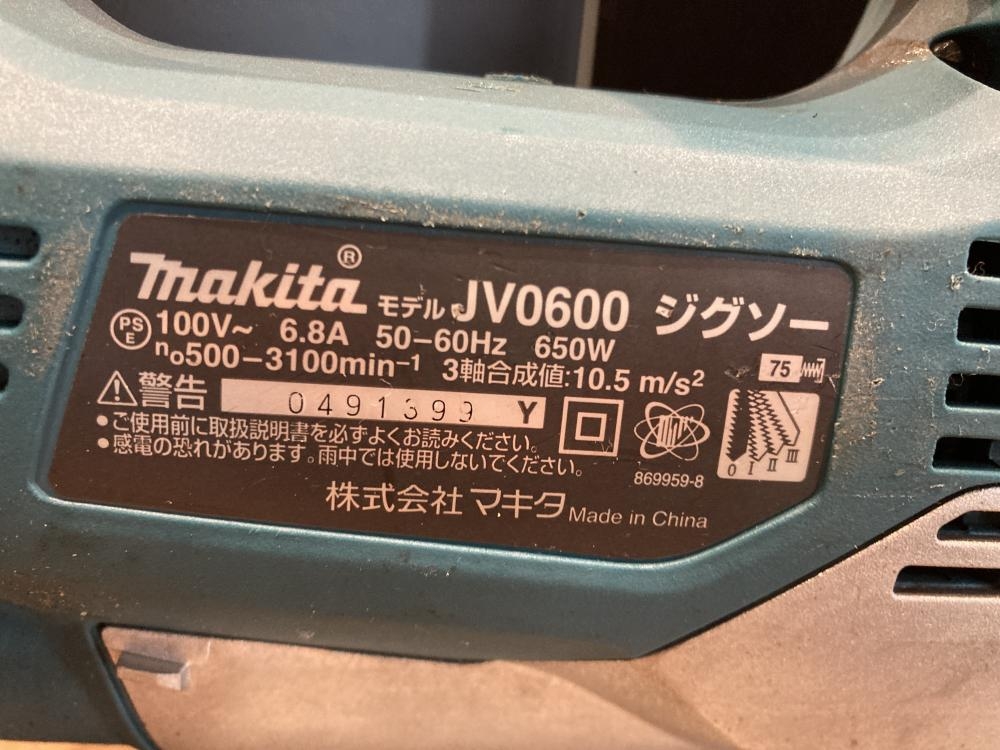 makita® モデル JV0600 ジグソー
PSE 100V~ 6.8A 50-60Hz 650W
no500-3100min-1 3軸合成値:10.5 m/s2
75
⚠警告 0491399 Y
•ご使用前に取扱説明書を必ずよくお読みください。
•感電の恐れがあります。雨中では使用しないでください。
0 I II III
869959-8
株式会社 マキタ Made in China